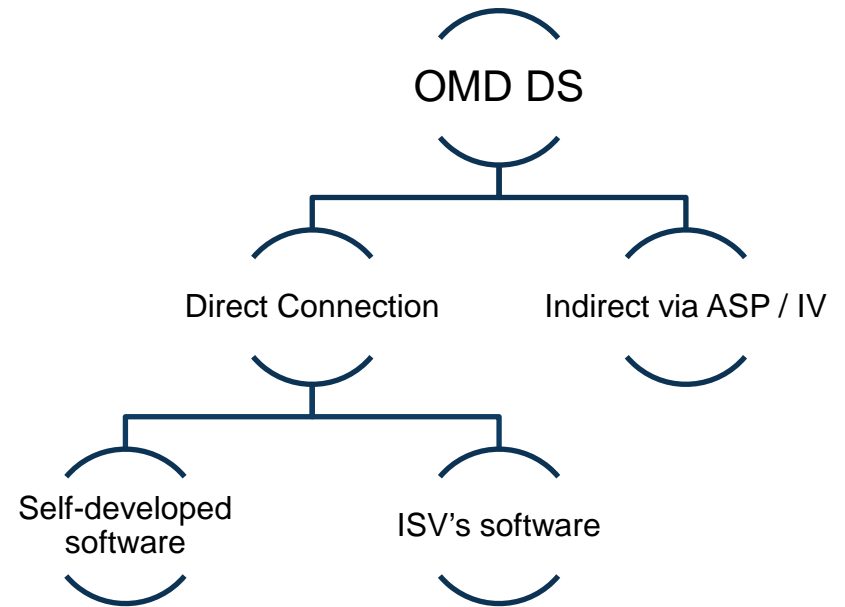 OMD DS
Direct Connection
Indirect via ASP / IV
Self-developed
software
ISV’s software